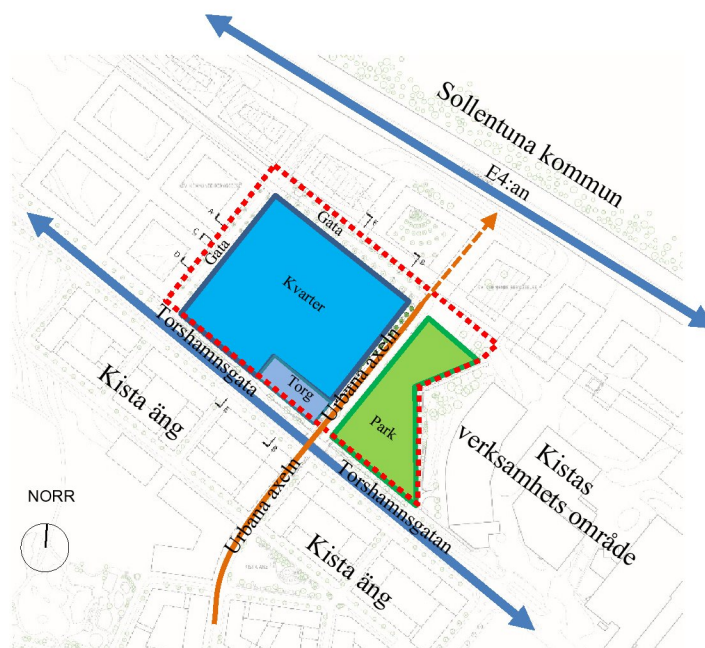 Sollentuna kommun
E4:an
Gata
A
F
C
Gata
B
D
Kvarter
Torshamnsgata
Torg
Urbana axeln
Park
Kista äng
Kistas
verksamhets område
NORR
Urbana axeln
Torshamnsgatan
Kista äng